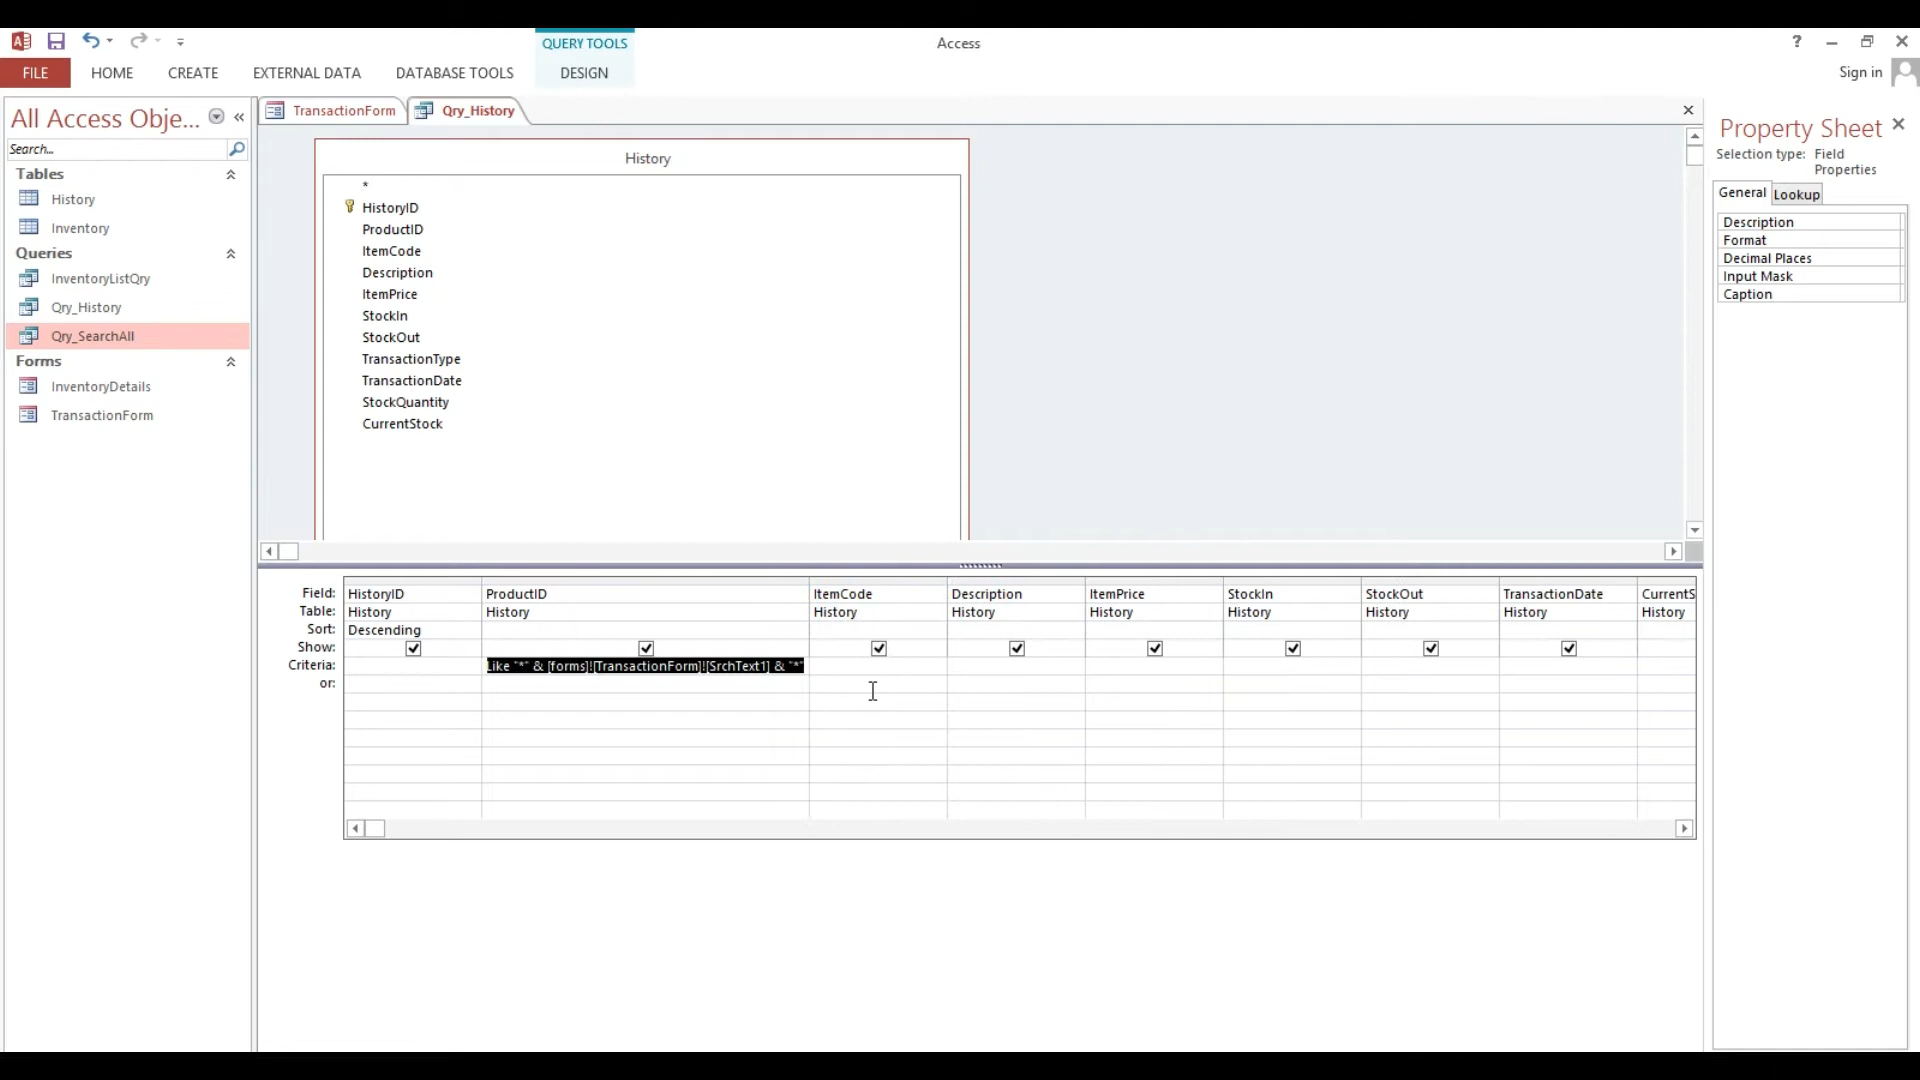 Access
QUERY TOOLS
?
Sign in
FILE
HOME
CREATE
EXTERNAL DATA
DATABASE TOOLS
DESIGN
All Access Obje...
Search...
Tables
History
Inventory
Queries
InventoryListQry
Qry_History
Qry_SearchAll
Forms
InventoryDetails
TransactionForm
TransactionForm
Qry_History
History
*
HistoryID
ProductID
ItemCode
Description
ItemPrice
StockIn
StockOut
TransactionType
TransactionDate
StockQuantity
CurrentStock
Field: HistoryID ProductID ItemCode Description ItemPrice StockIn StockOut TransactionDate CurrentS
Table: History History History History History History History History History
Sort: Descending
Show:
Criteria: Like "*" & [forms]![TransactionForm]![SrchText1] & "*"
or:
Property Sheet
Selection type: Field
Properties
General Lookup
Description
Format
Decimal Places
Input Mask
Caption